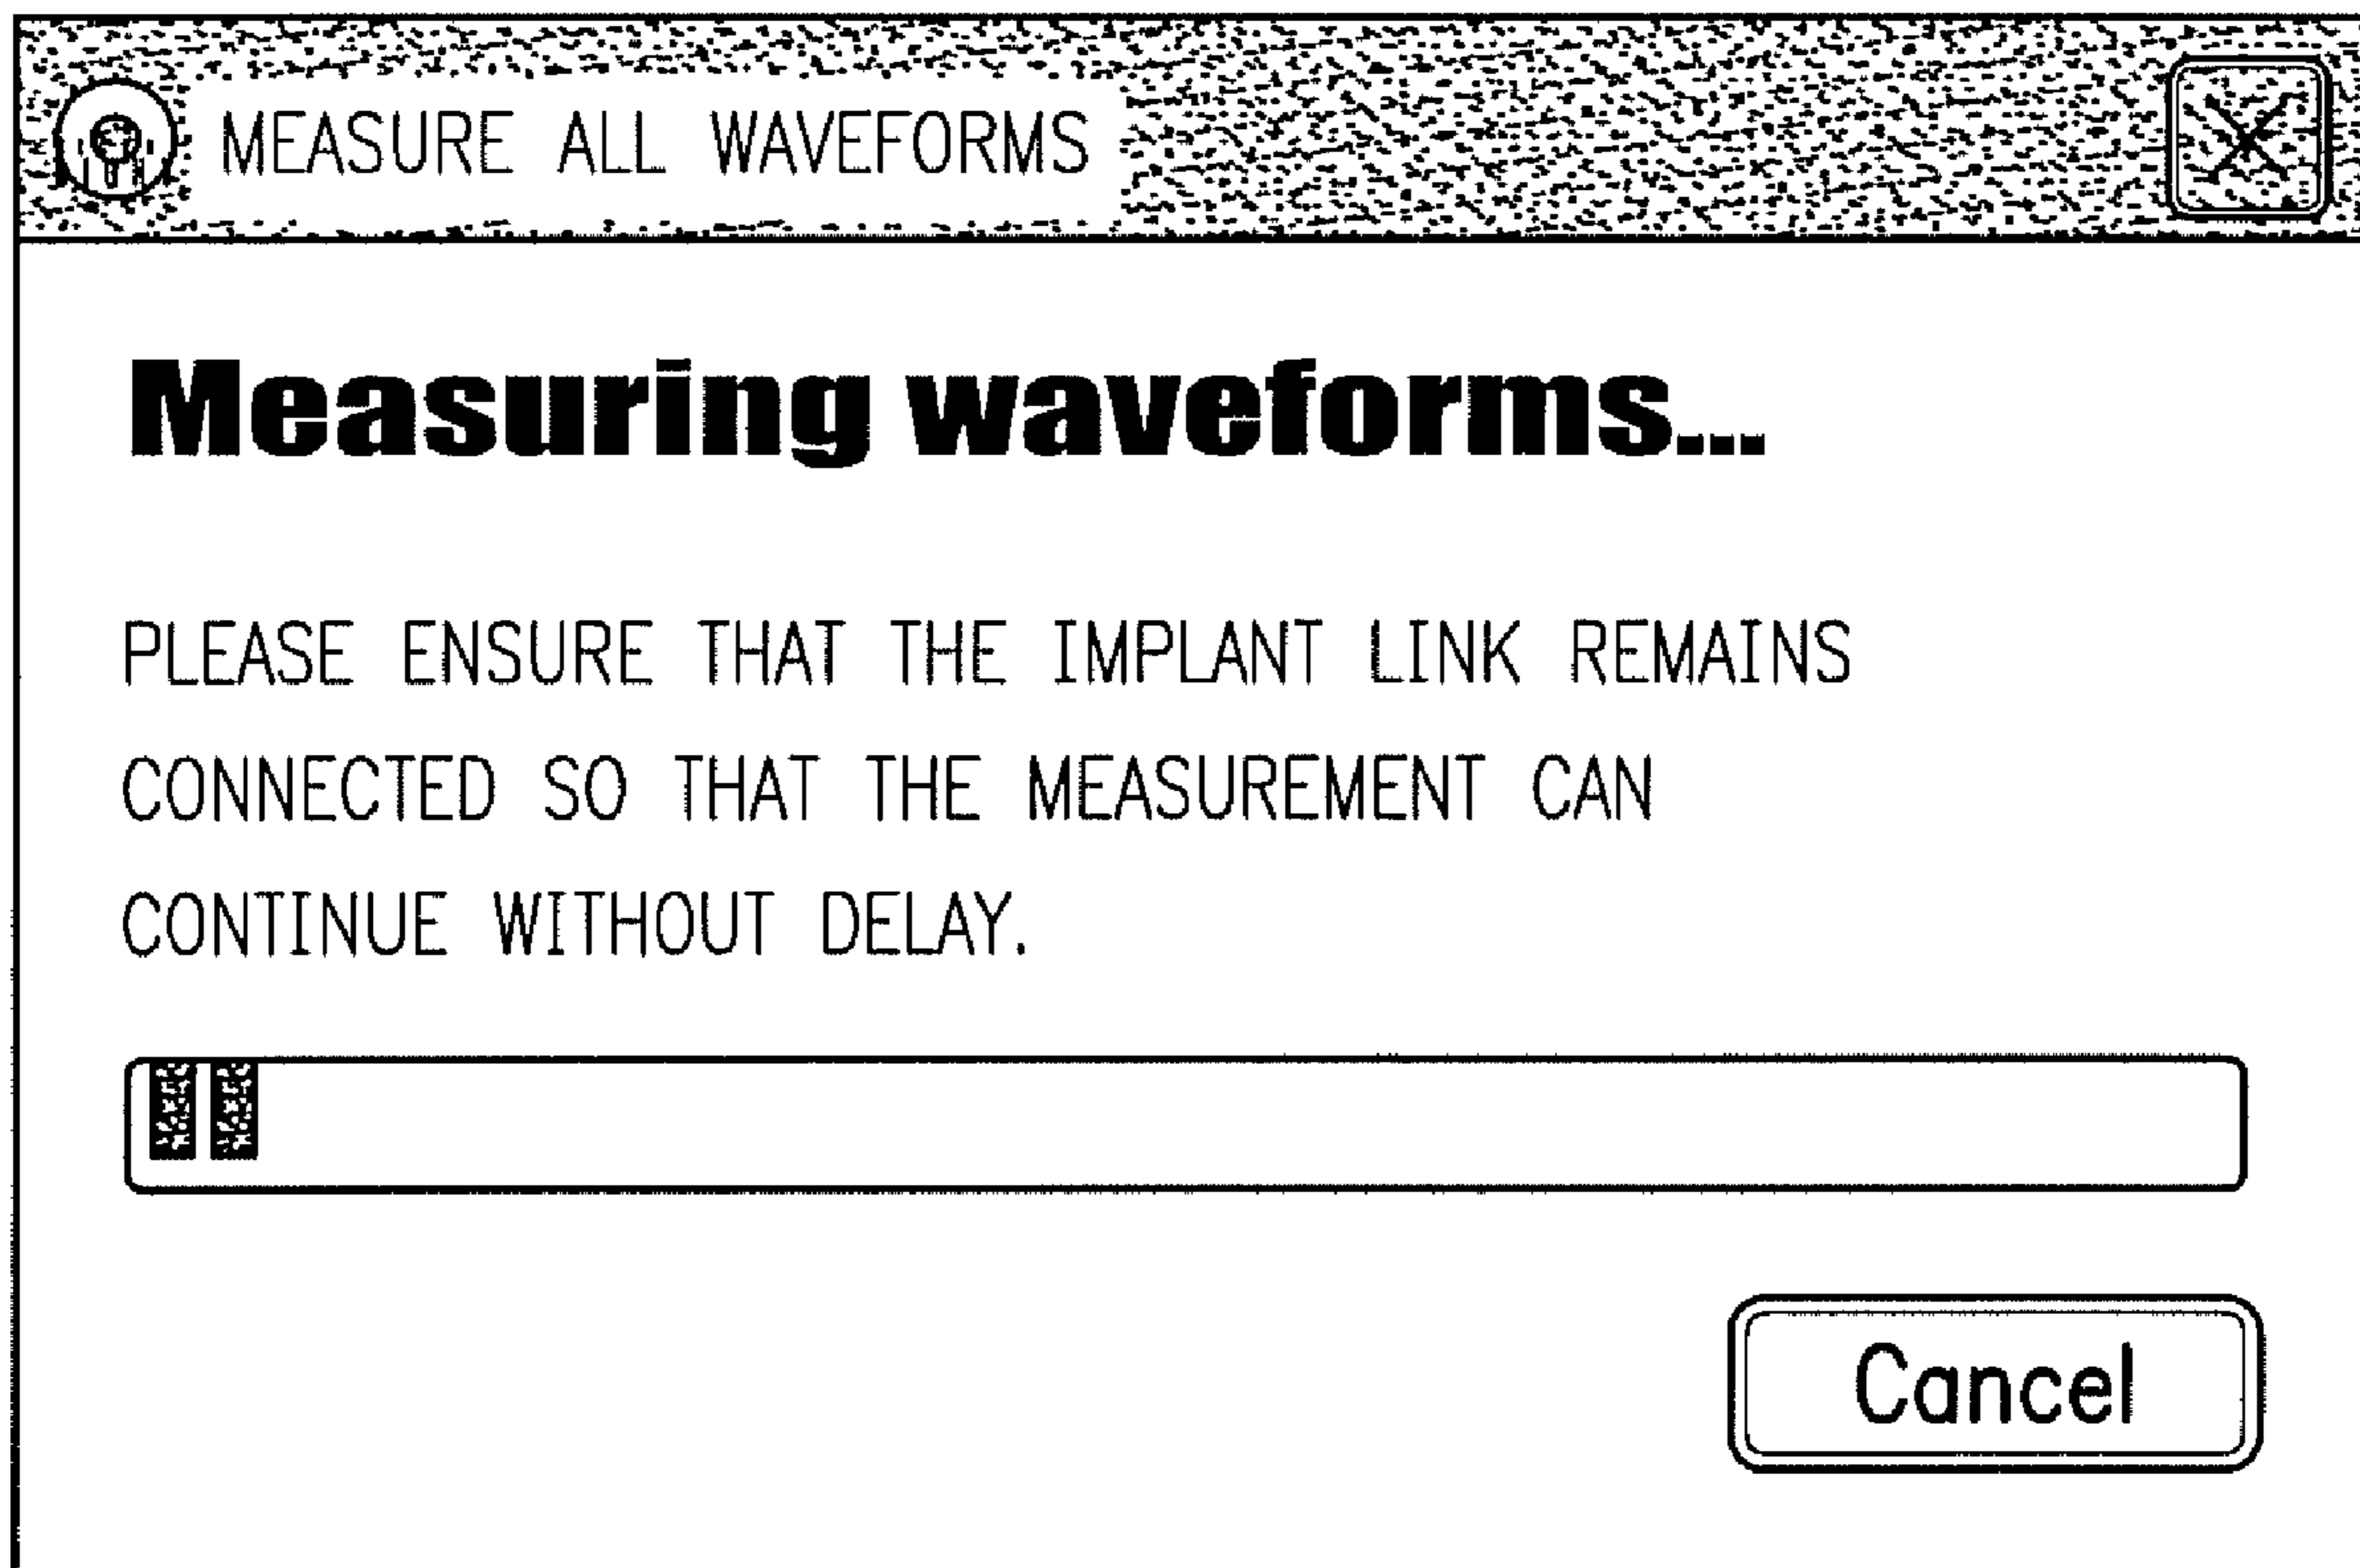 MEASURE ALL WAVEFORMS
Measuring waveforms...
PLEASE ENSURE THAT THE IMPLANT LINK REMAINS
CONNECTED SO THAT THE MEASUREMENT CAN
CONTINUE WITHOUT DELAY.
Cancel